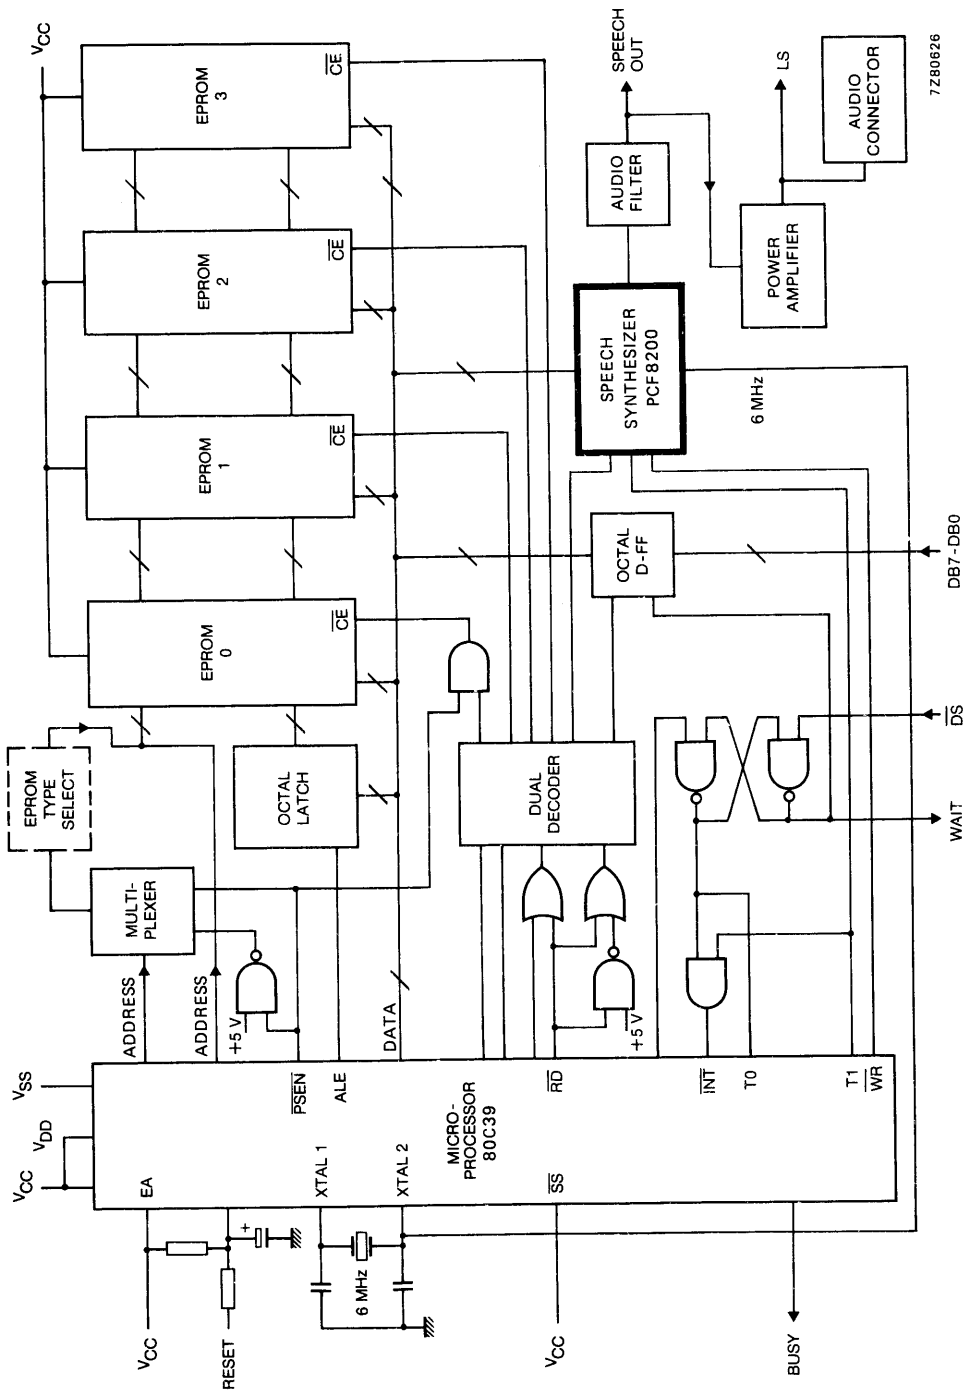 VCC
EPROM
3
CE
EPROM
2
CE
EPROM
1
CE
EPROM
0
CE
EPROM
TYPE
SELECT
MULTI-
PLEXER
OCTAL
LATCH
ADDRESS
ADDRESS
+5 V
DATA
DUAL
DECODER
+5 V
OCTAL
D-FF
SPEECH
SYNTHESIZER
PCF8200
6 MHz
AUDIO
FILTER
SPEECH
OUT
POWER
AMPLIFIER
LS
AUDIO
CONNECTOR
DB7-DB0
DS
WAIT
VSS
VDD
VCC
EA
PSEN
ALE
XTAL 1
XTAL 2
MICRO-
PROCESSOR
80C39
RD
SS
INT
T0
T1
WR
VCC
RESET
+
6 MHz
VCC
BUSY
7Z80626